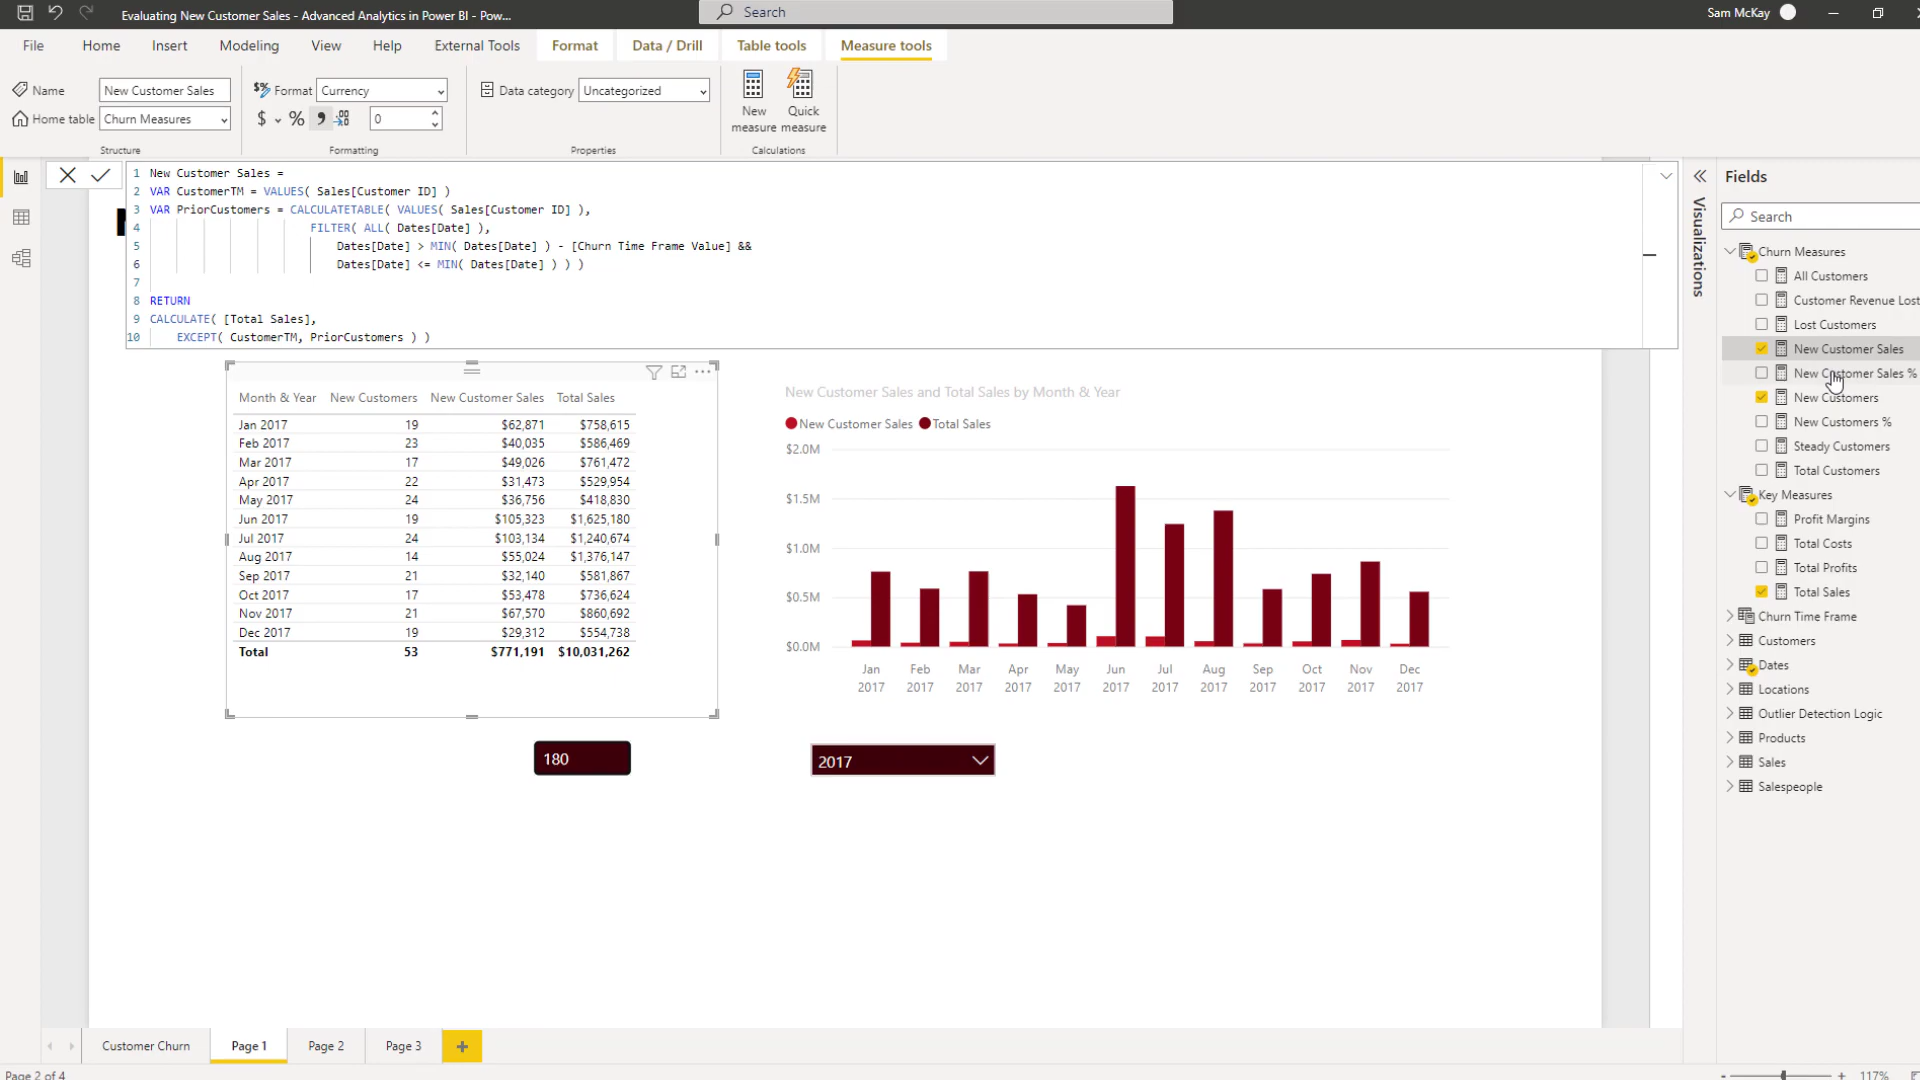 Evaluating New Customer Sales - Advanced Analytics in Power BI - Pow...
Search
Sam McKay
File
Home
Insert
Modeling
View
Help
External Tools
Format
Data / Drill
Table tools
Measure tools
Name
New Customer Sales
Home table
Churn Measures
Structure
Format
Currency
$
%
0
Formatting
Data category
Uncategorized
Properties
New measure
Quick measure
Calculations
1 New Customer Sales =
2 VAR CustomerTM = VALUES( Sales[Customer ID] )
3 VAR PriorCustomers = CALCULATETABLE( VALUES( Sales[Customer ID] ),
4 FILTER( ALL( Dates[Date] ),
5 Dates[Date] > MIN( Dates[Date] ) - [Churn Time Frame Value] &&
6 Dates[Date] <= MIN( Dates[Date] ) ) )
7
8 RETURN
9 CALCULATE( [Total Sales],
10 EXCEPT( CustomerTM, PriorCustomers ) )
Month & Year New Customers New Customer Sales Total Sales
Jan 2017 19 $62,871 $758,615
Feb 2017 23 $40,035 $586,469
Mar 2017 17 $49,026 $761,472
Apr 2017 22 $31,473 $529,954
May 2017 24 $36,756 $418,830
Jun 2017 19 $105,323 $1,625,180
Jul 2017 24 $103,134 $1,240,674
Aug 2017 14 $55,024 $1,376,147
Sep 2017 21 $32,140 $581,867
Oct 2017 17 $53,478 $736,624
Nov 2017 21 $67,570 $860,692
Dec 2017 19 $29,312 $554,738
Total 53 $771,191 $10,031,262
New Customer Sales and Total Sales by Month & Year
New Customer Sales Total Sales
$2.0M
$1.5M
$1.0M
$0.5M
$0.0M
Jan Feb Mar Apr May Jun Jul Aug Sep Oct Nov Dec
2017 2017 2017 2017 2017 2017 2017 2017 2017 2017 2017 2017
180
2017
Visualizations
Fields
Search
Churn Measures
All Customers
Customer Revenue Lost
Lost Customers
New Customer Sales
New Customer Sales %
New Customers
New Customers %
Steady Customers
Total Customers
Key Measures
Profit Margins
Total Costs
Total Profits
Total Sales
Churn Time Frame
Customers
Dates
Locations
Outlier Detection Logic
Products
Sales
Salespeople
Customer Churn
Page 1
Page 2
Page 3
Page 2 of 4
117%